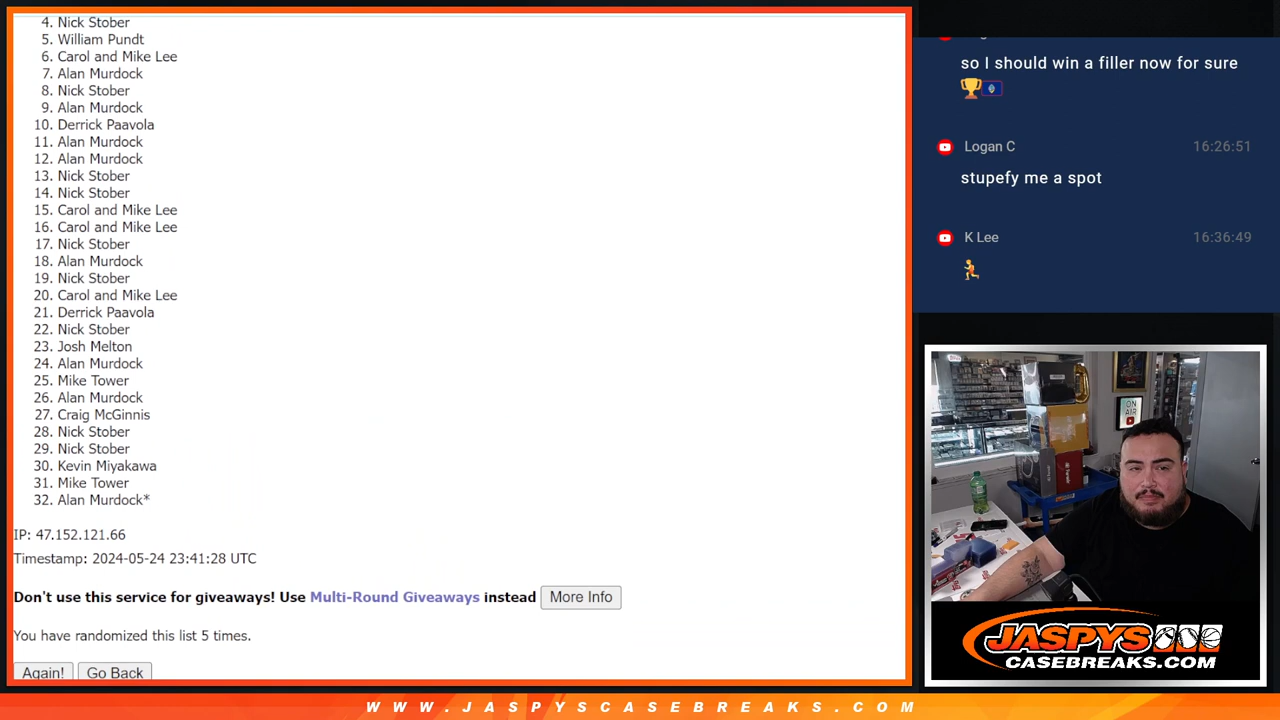 4. Nick Stober
5. William Pundt
6. Carol and Mike Lee
7. Alan Murdock
8. Nick Stober
9. Alan Murdock
10. Derrick Paavola
11. Alan Murdock
12. Alan Murdock
13. Nick Stober
14. Nick Stober
15. Carol and Mike Lee
16. Carol and Mike Lee
17. Nick Stober
18. Alan Murdock
19. Nick Stober
20. Carol and Mike Lee
21. Derrick Paavola
22. Nick Stober
23. Josh Melton
24. Alan Murdock
25. Mike Tower
26. Alan Murdock
27. Craig McGinnis
28. Nick Stober
29. Nick Stober
30. Kevin Miyakawa
31. Mike Tower
32. Alan Murdock*
IP: 47.152.121.66
Timestamp: 2024-05-24 23:41:28 UTC
Don't use this service for giveaways! Use Multi-Round Giveaways instead More Info
You have randomized this list 5 times.
Again! Go Back
so I should win a filler now for sure
Logan C 16:26:51
stupefy me a spot
K Lee 16:36:49
ON
AIR
JASPYS
CASEBREAKS.COM
WWW.JASPYSCASEBREAKS.COM